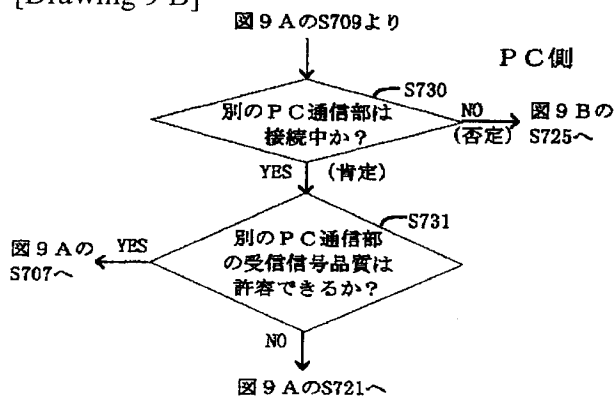 [Drawing 9 B]
図９ＡのS709より
ＰＣ側
S730
別のＰＣ通信部は
接続中か？
NO
(否定)
図９Ｂの
S725へ
YES (肯定)
S731
別のＰＣ通信部
の受信信号品質は
許容できるか？
YES
図９Ａの
S707へ
NO
図９ＡのS721へ